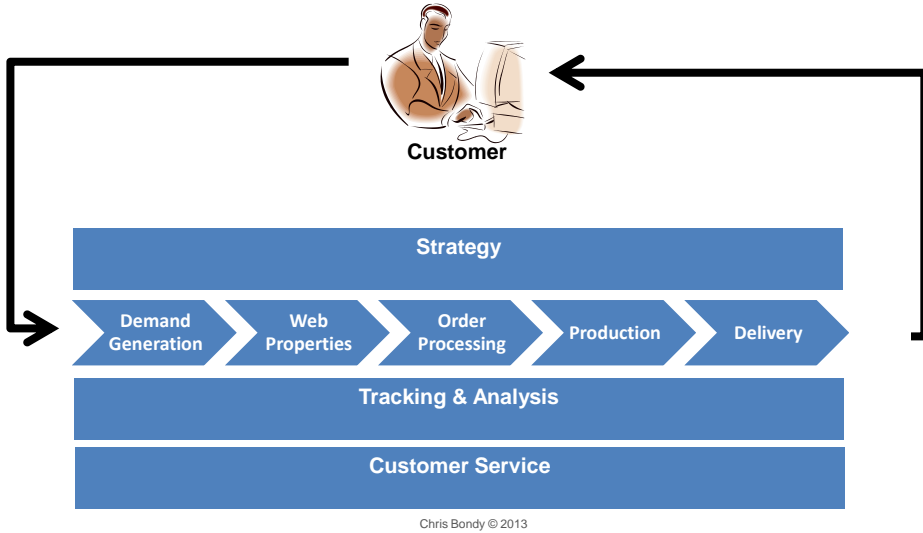 Customer
Strategy
Demand
Generation
Web
Properties
Order
Processing
Production
Delivery
Tracking & Analysis
Customer Service
Chris Bondy © 2013